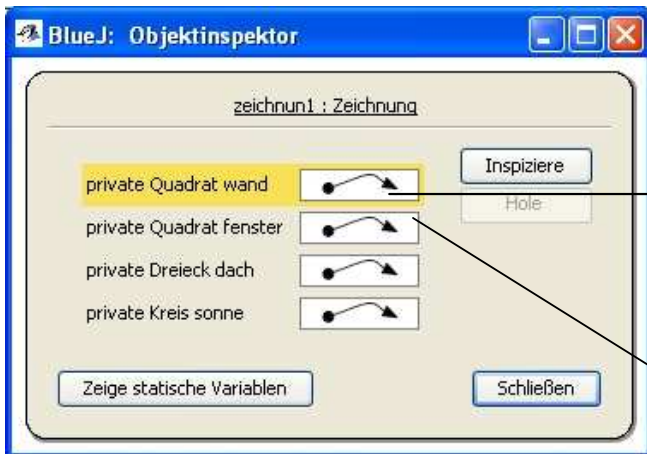 BlueJ: Objektinspektor
zeichnun1 : Zeichnung
private Quadrat wand
Inspiziere
Hole
private Quadrat fenster
private Dreieck dach
private Kreis sonne
Zeige statische Variablen
Schließen